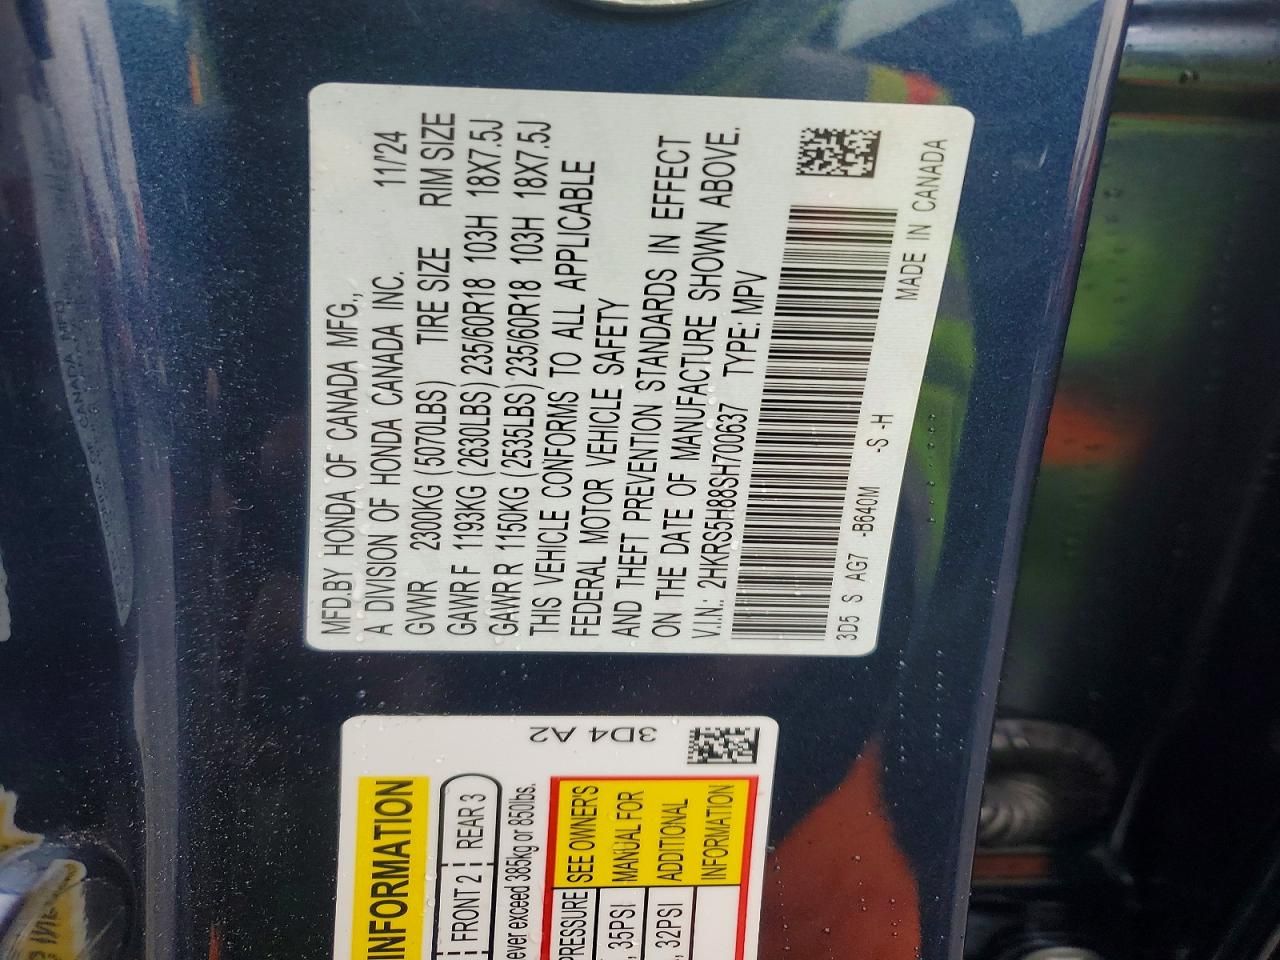 MFD.BY HONDA OF CANADA MFG.,
A DIVISION OF HONDA CANADA INC. 11/'24
GVWR 2300KG (5070LBS) TIRE SIZE RIM SIZE
GAWR F 1193KG (2630LBS) 235/60R18 103H 18X7.5J
GAWR R 1150KG (2535LBS) 235/60R18 103H 18X7.5J
THIS VEHICLE CONFORMS TO ALL APPLICABLE
FEDERAL MOTOR VEHICLE SAFETY
AND THEFT PREVENTION STANDARDS IN EFFECT
ON THE DATE OF MANUFACTURE SHOWN ABOVE.
V.I.N.: 2HKRS5H88SH700637 TYPE: MPV
3D5 S AG7 -B640M -S -H MADE IN CANADA
3D4 A2
INFORMATION
FRONT 2 REAR 3
ever exceed 385kg or 850lbs.
PRESSURE SEE OWNER'S
35PSI MANUAL FOR
32PSI ADDITIONAL
INFORMATION